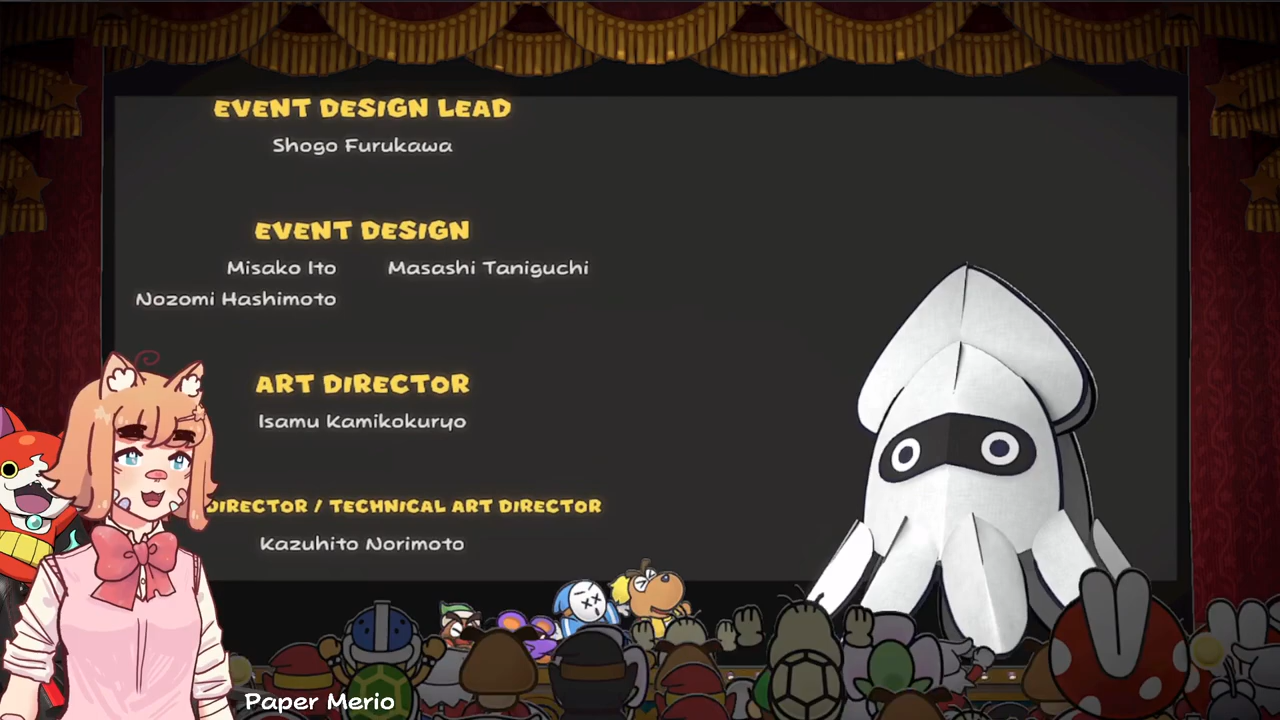 EVENT DESIGN LEAD
Shogo Furukawa
EVENT DESIGN
Misako Ito Masashi Taniguchi
Nozomi Hashimoto
ART DIRECTOR
Isamu Kamikokuryo
DIRECTOR / TECHNICAL ART DIRECTOR
Kazuhito Norimoto
Paper Merio